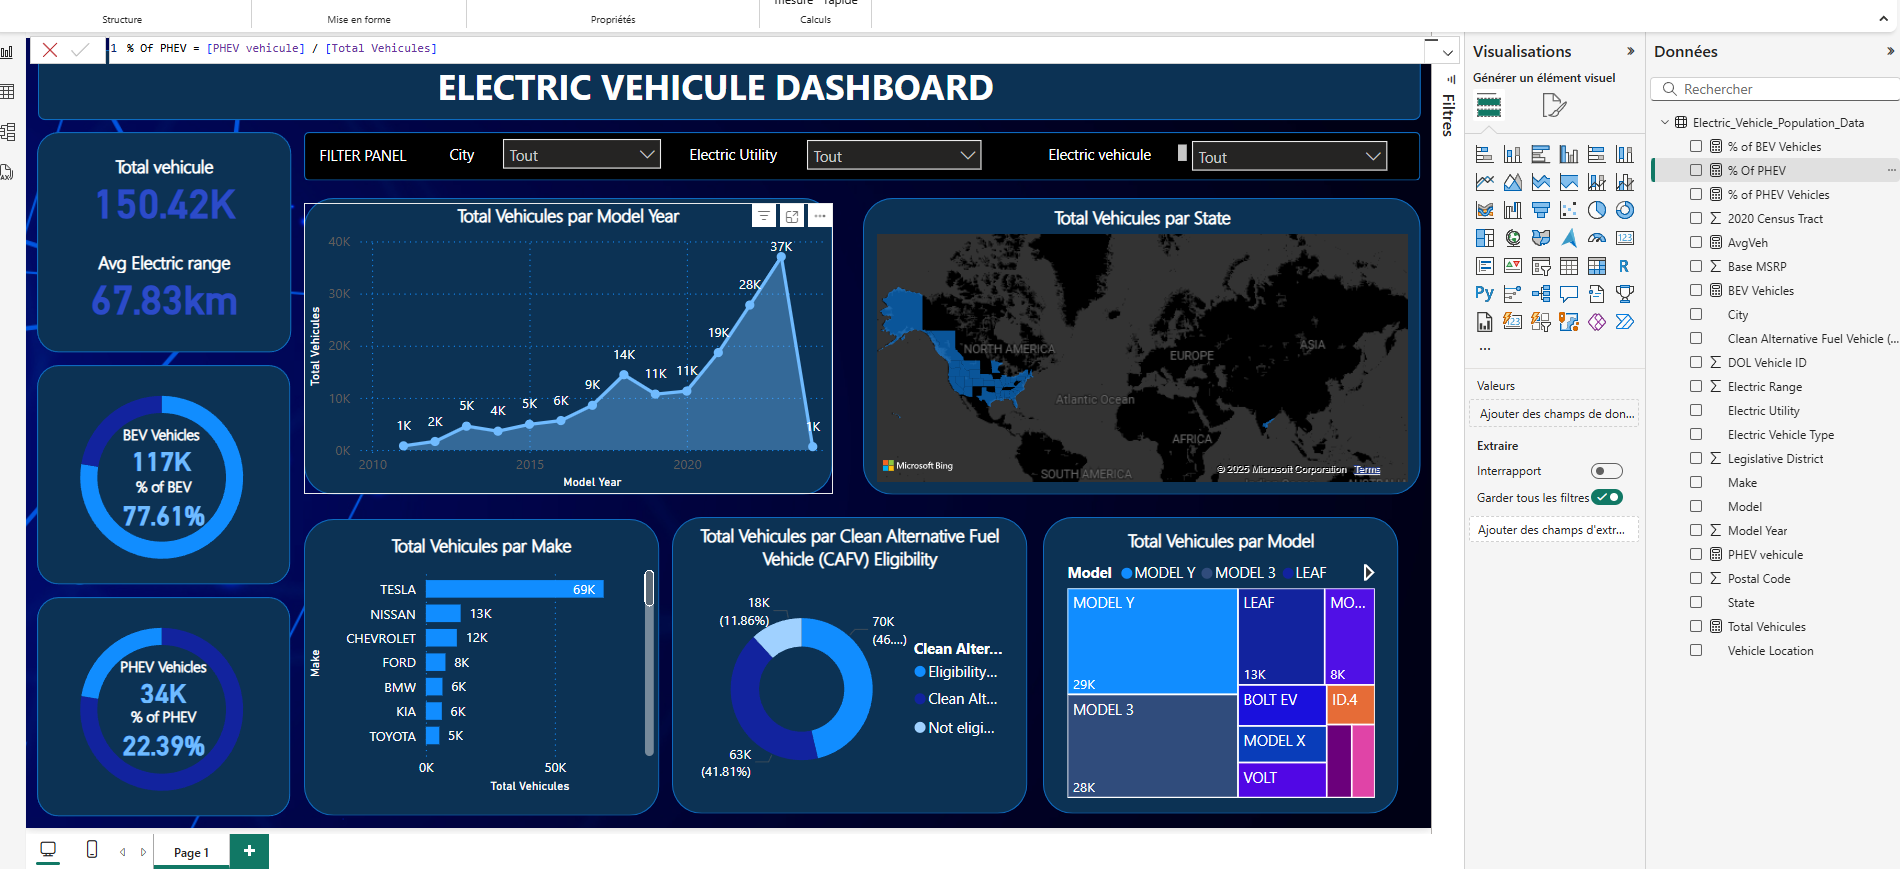 mesure rapide
Structure
Mise en forme
Propriétés
Calculs
1 % Of PHEV = [PHEV vehicule] / [Total Vehicules]
ELECTRIC VEHICULE DASHBOARD
Total vehicule
150.42K
Avg Electric range
67.83km
FILTER PANEL
City
Tout
Electric Utility
Tout
Electric vehicule
Tout
Total Vehicules par Model Year
Total Vehicules
40K
30K
20K
10K
0K
1K
2K
5K
4K
5K
6K
9K
14K
11K
11K
19K
28K
37K
1K
2010
2015
2020
Model Year
Total Vehicules par State
NORTH AMERICA
EUROPE
ASIA
Atlantic Ocean
AFRICA
SOUTH AMERICA
Microsoft Bing
© 2025 Microsoft Corporation Terms
BEV Vehicles
117K
% of BEV
77.61%
PHEV Vehicles
34K
% of PHEV
22.39%
Total Vehicules par Make
Make
TESLA 69K
NISSAN 13K
CHEVROLET 12K
FORD 8K
BMW 6K
KIA 6K
TOYOTA 5K
0K
50K
Total Vehicules
Total Vehicules par Clean Alternative Fuel
Vehicle (CAFV) Eligibility
18K
(11.86%)
70K
(46....)
63K
(41.81%)
Clean Alter...
Eligibility...
Clean Alt...
Not eligi...
Total Vehicules par Model
Model MODEL Y MODEL 3 LEAF
MODEL Y
29K
MODEL 3
28K
LEAF
13K
MO...
8K
BOLT EV
ID.4
MODEL X
VOLT
Page 1
Filtres
Visualisations
Générer un élément visuel
123
R
Py
123
...
Valeurs
Ajouter des champs de don...
Extraire
Interrapport
Garder tous les filtres
Ajouter des champs d'extr...
Données
Rechercher
Electric_Vehicle_Population_Data
% of BEV Vehicles
% Of PHEV
% of PHEV Vehicles
2020 Census Tract
AvgVeh
Base MSRP
BEV Vehicles
City
Clean Alternative Fuel Vehicle (...
DOL Vehicle ID
Electric Range
Electric Utility
Electric Vehicle Type
Legislative District
Make
Model
Model Year
PHEV vehicule
Postal Code
State
Total Vehicules
Vehicle Location